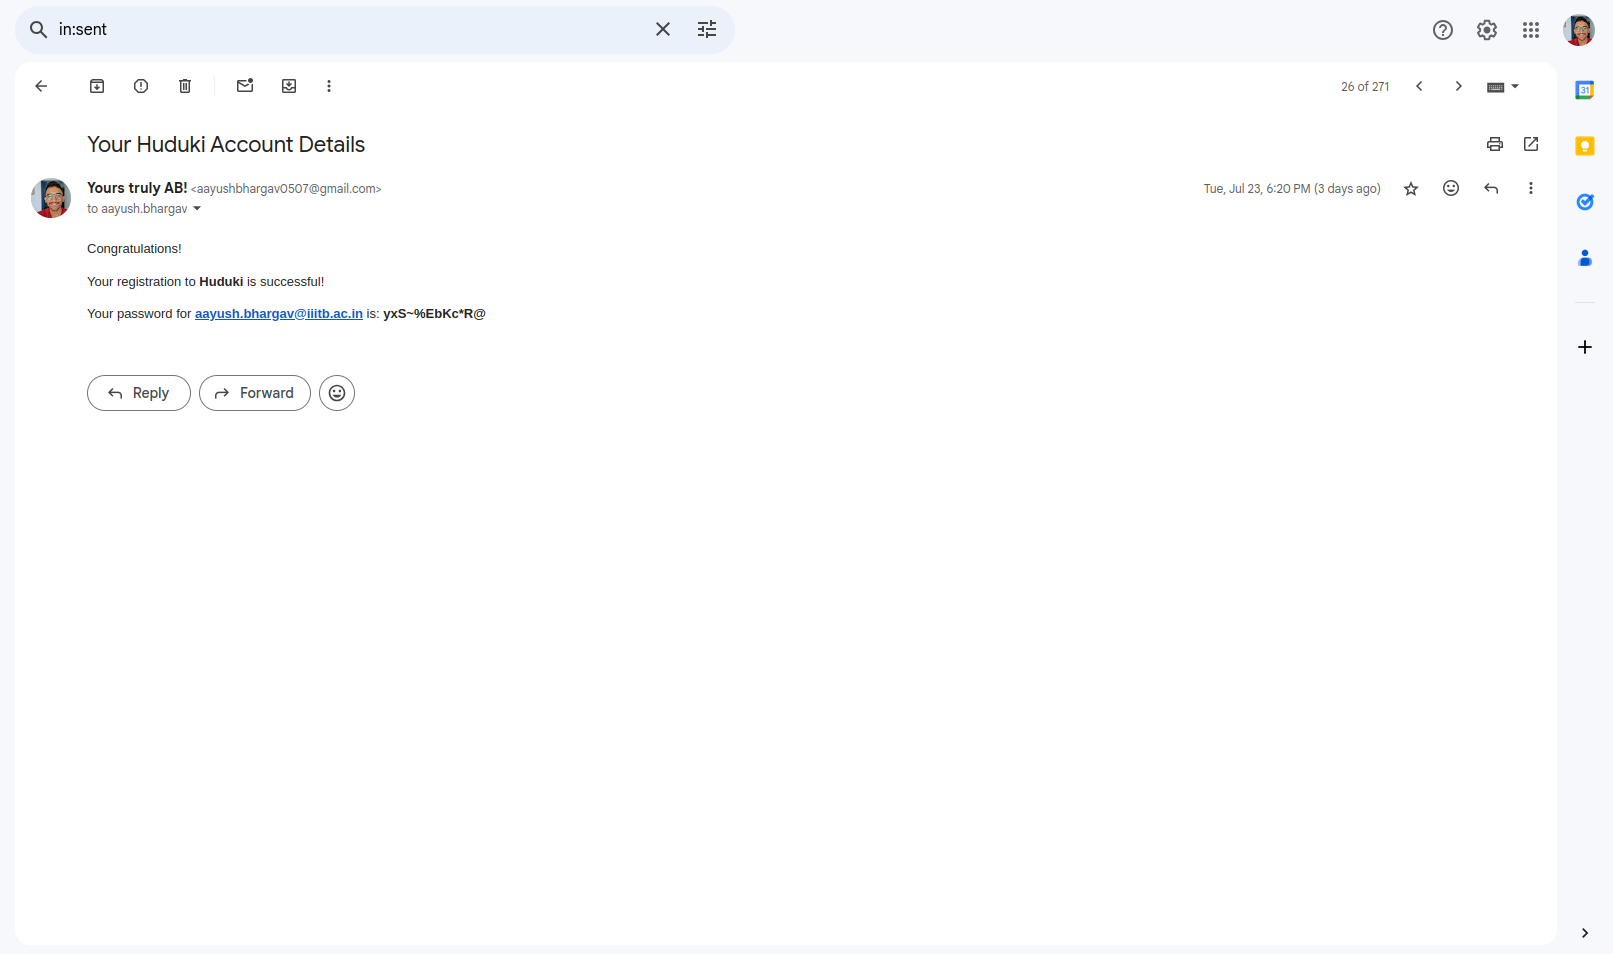 in:sent
26 of 271
Your Huduki Account Details
Yours truly AB! <aayushbhargav0507@gmail.com>
Tue, Jul 23, 6:20 PM (3 days ago)
to aayush.bhargav
Congratulations!
Your registration to Huduki is successful!
Your password for aayush.bhargav@iiitb.ac.in is: yxS~%EbKc*R@
Reply
Forward
31